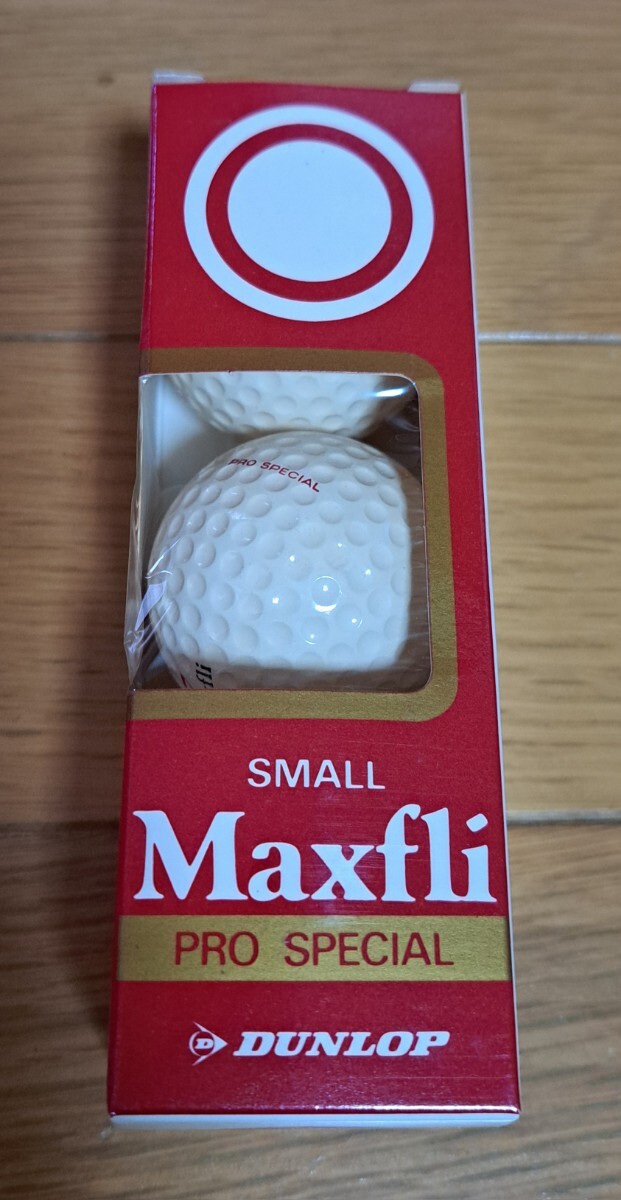 PRO SPECIAL
SMALL
Maxfli
PRO SPECIAL
D DUNLOP